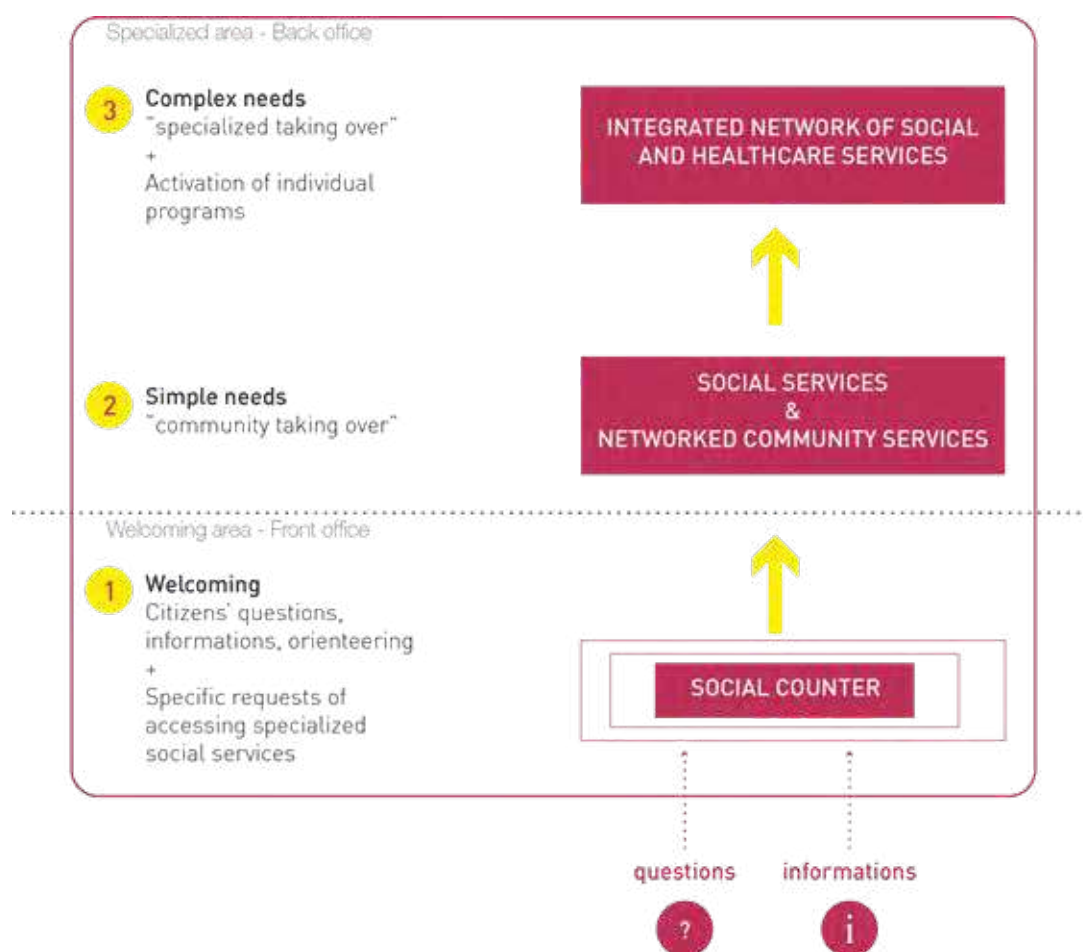 Specialized area - Back office
3
Complex needs
"specialized taking over"
+
Activation of individual
programs
INTEGRATED NETWORK OF SOCIAL
AND HEALTHCARE SERVICES
2
Simple needs
"community taking over"
SOCIAL SERVICES
&
NETWORKED COMMUNITY SERVICES
Welcoming area - Front office
1
Welcoming
Citizens' questions,
informations, orienteering
+
Specific requests of
accessing specialized
social services
SOCIAL COUNTER
questions
informations
?
i